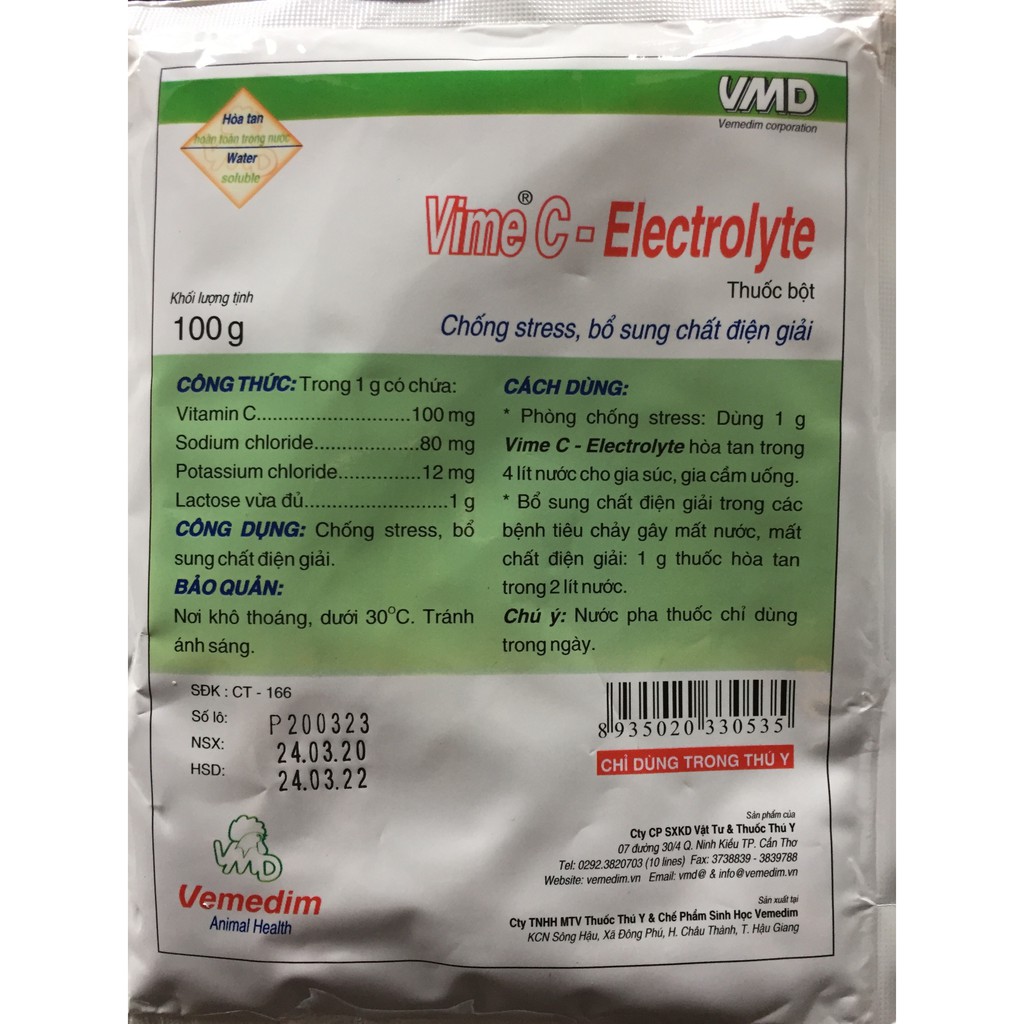 Hòa tan
hoàn toàn trong nước
Water
soluble
VMD
Vemedim corporation
Vime® C - Electrolyte
Thuốc bột
Khối lượng tịnh
100 g
Chống stress, bổ sung chất điện giải
CÔNG THỨC: Trong 1 g có chứa:
Vitamin C...........................100 mg
Sodium chloride...................80 mg
Potassium chloride...............12 mg
Lactose vừa đủ..........................1 g
CÔNG DỤNG: Chống stress, bổ
sung chất điện giải.
BẢO QUẢN:
Nơi khô thoáng, dưới 30°C. Tránh
ánh sáng.
CÁCH DÙNG:
* Phòng chống stress: Dùng 1 g
Vime C - Electrolyte hòa tan trong
4 lít nước cho gia súc, gia cầm uống.
* Bổ sung chất điện giải trong các
bệnh tiêu chảy gây mất nước, mất
chất điện giải: 1 g thuốc hòa tan
trong 2 lít nước.
Chú ý: Nước pha thuốc chỉ dùng
trong ngày.
SĐK : CT - 166
Số lô: P200323
NSX: 24.03.20
HSD: 24.03.22
8 935020 330535
CHỈ DÙNG TRONG THÚ Y
VMD
Vemedim
Animal Health
Sản phẩm của
Cty CP SXKD Vật Tư & Thuốc Thú Y
07 đường 30/4 Q. Ninh Kiều TP. Cần Thơ
Tel: 0292.3820703 (10 lines) Fax: 3738839 - 3839788
Website: vemedim.vn Email: vmd@ & info@vemedim.vn
Sản xuất tại
Cty TNHH MTV Thuốc Thú Y & Chế Phẩm Sinh Học Vemedim
KCN Sông Hậu, Xã Đông Phú, H. Châu Thành, T. Hậu Giang